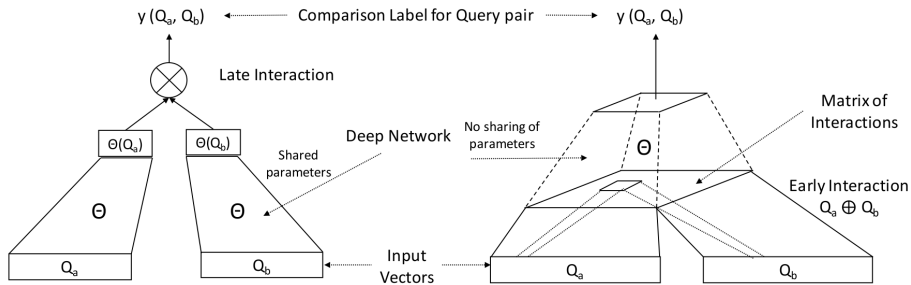 y (Qa, Qb)
Comparison Label for Query pair
y (Qa, Qb)
Late Interaction
Θ(Qa)
Θ(Qb)
Deep Network
Shared
parameters
Θ
Θ
Qa
Qb
Input
Vectors
No sharing of
parameters
Θ
Matrix of
Interactions
Early Interaction
Qa ⊕ Qb
Qa
Qb